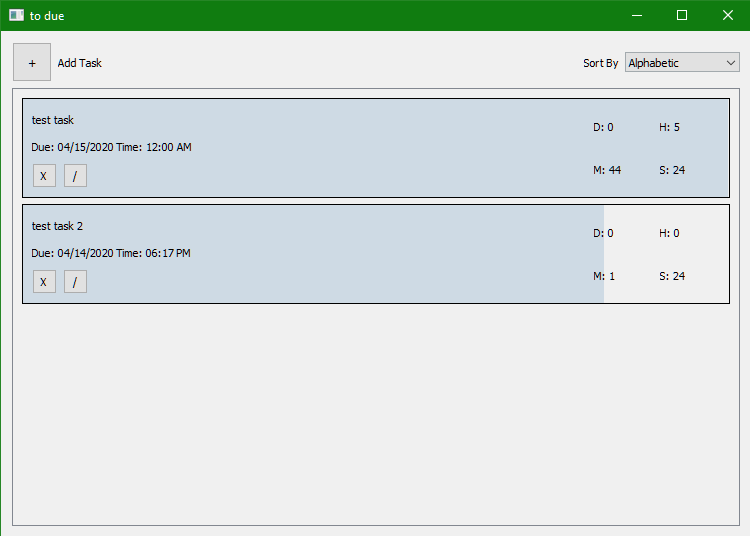 to due
+ Add Task Sort By Alphabetic
test task
D: 0 H: 5
Due: 04/15/2020 Time: 12:00 AM
M: 44 S: 24
X /
test task 2
D: 0 H: 0
Due: 04/14/2020 Time: 06:17 PM
M: 1 S: 24
X /